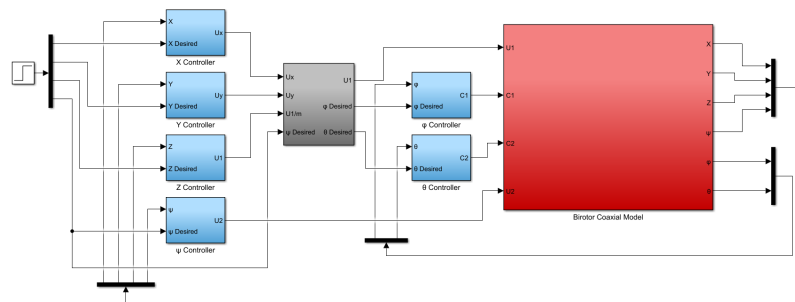 X
X Desired
Ux
X Controller
Y
Y Desired
Uy
Y Controller
Z
Z Desired
U1
Z Controller
ψ
ψ Desired
U2
ψ Controller
Ux
Uy
U1/m
ψ Desired
U1
φ Desired
θ Desired
φ
φ Desired
C1
φ Controller
θ
θ Desired
C2
θ Controller
U1
C1
C2
U2
X
Y
Z
ψ
φ
θ
Birotor Coaxial Model